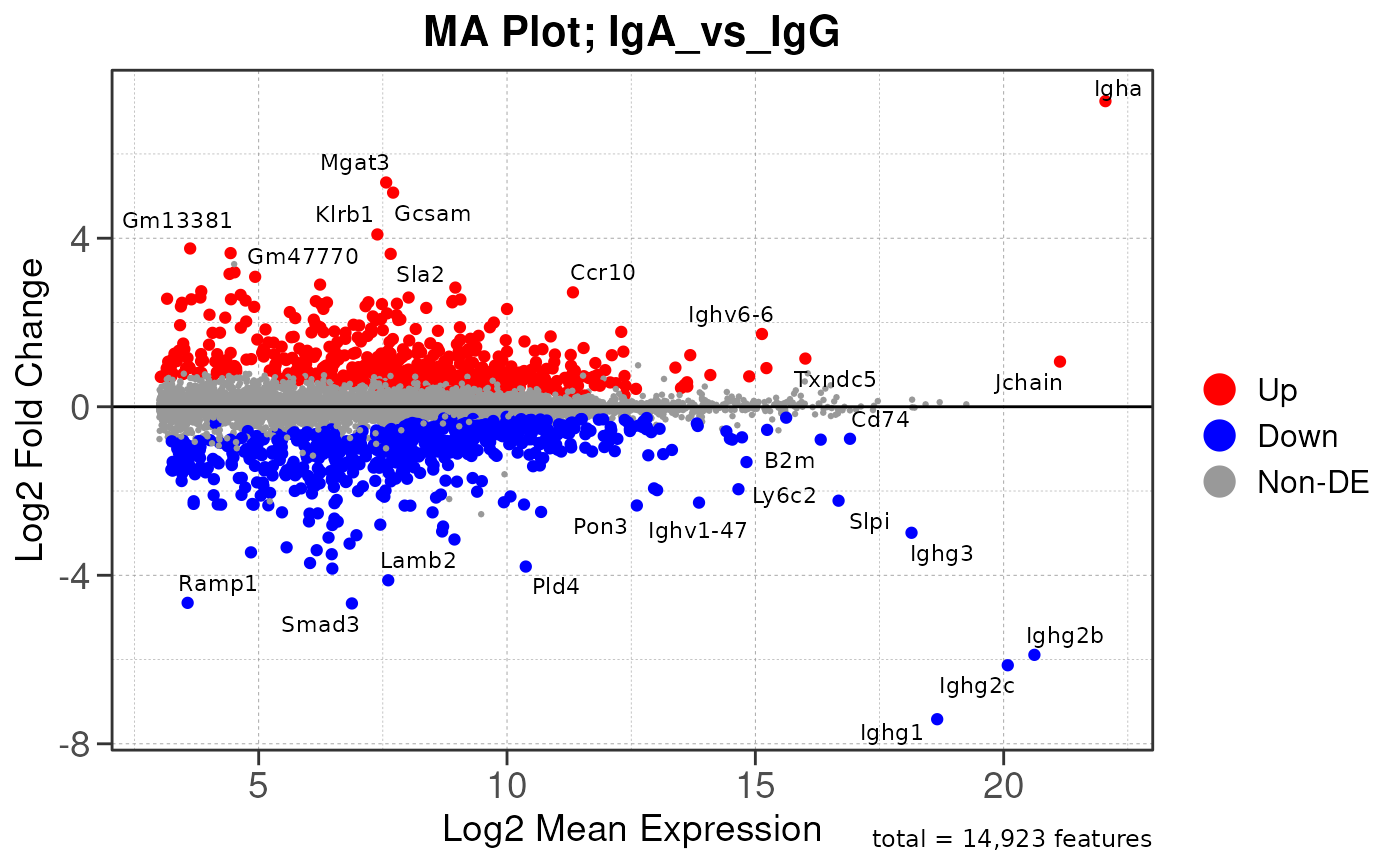 MA Plot; IgA_vs_IgG
Igha
Mgat3
Klrb1
Gcsam
Gm13381
Gm47770
Sla2
Ccr10
Ighv6-6
Txndc5
Jchain
Cd74
B2m
Ly6c2
Slpi
Pon3
Ighv1-47
Ighg3
Lamb2
Ramp1
Pld4
Smad3
Ighg2b
Ighg2c
Ighg1
4
0
-4
-8
Log2 Fold Change
5
10
15
20
Log2 Mean Expression
total = 14,923 features
Up
Down
Non-DE